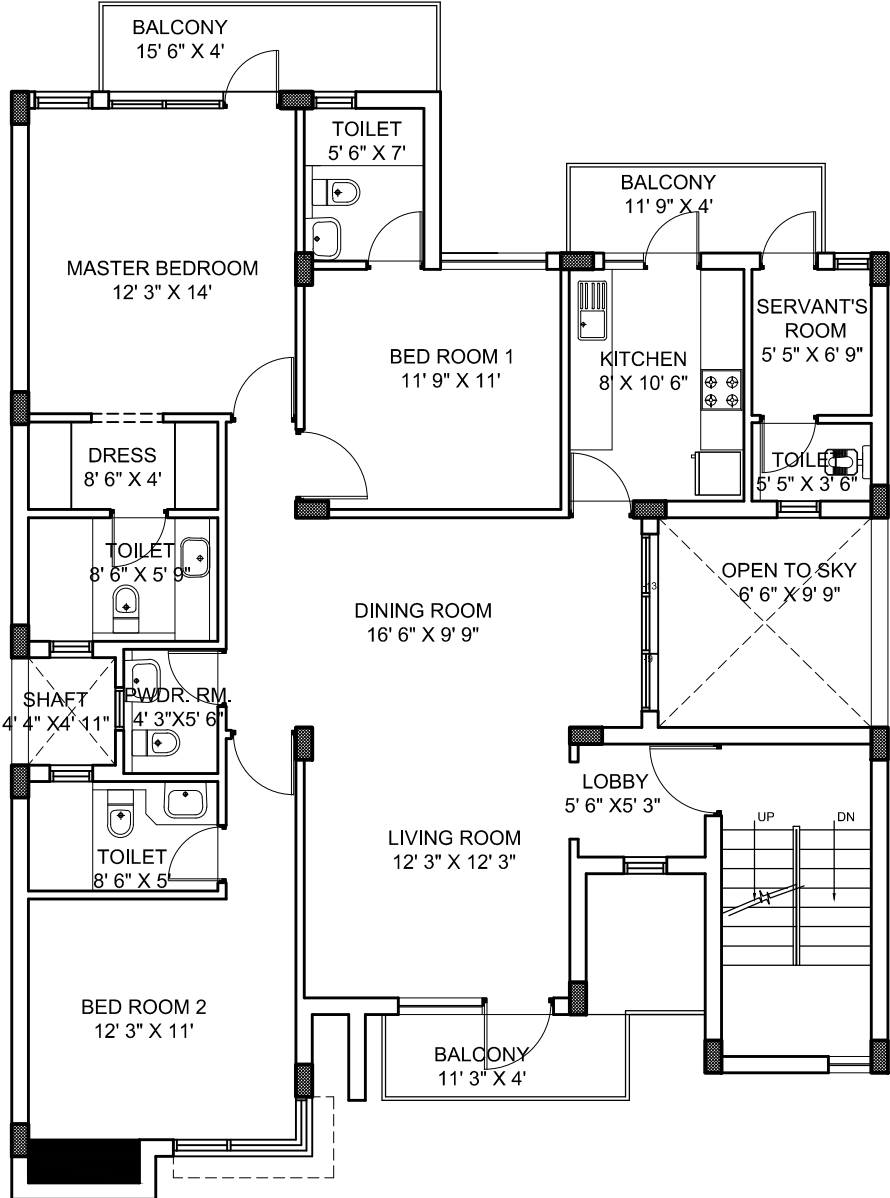 BALCONY
15' 6" X 4'
TOILET
5' 6" X 7'
BALCONY
11' 9" X 4'
MASTER BEDROOM
12' 3" X 14'
SERVANT'S
ROOM
5' 5" X 6' 9"
BED ROOM 1
11' 9" X 11'
KITCHEN
8' X 10' 6"
DRESS
8' 6" X 4'
TOILET
5' 5" X 3' 6"
TOILET
8' 6" X 5' 9"
OPEN TO SKY
6' 6" X 9' 9"
DINING ROOM
16' 6" X 9' 9"
SHAFT
4' 4" X4' 11"
PWDR. RM.
4' 3"X5' 6"
LOBBY
5' 6" X5' 3"
UP
DN
LIVING ROOM
12' 3" X 12' 3"
TOILET
8' 6" X 5'
BED ROOM 2
12' 3" X 11'
BALCONY
11' 3" X 4'